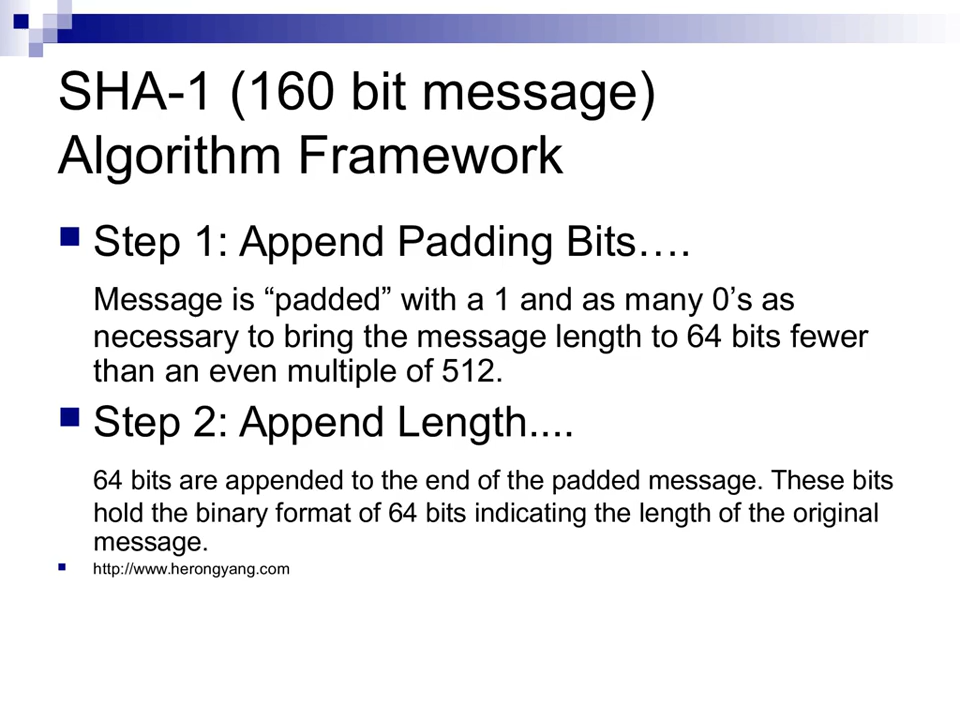 SHA-1 (160 bit message)
Algorithm Framework
Step 1: Append Padding Bits….
Message is “padded” with a 1 and as many 0’s as
necessary to bring the message length to 64 bits fewer
than an even multiple of 512.
Step 2: Append Length....
64 bits are appended to the end of the padded message. These bits
hold the binary format of 64 bits indicating the length of the original
message.
http://www.herongyang.com